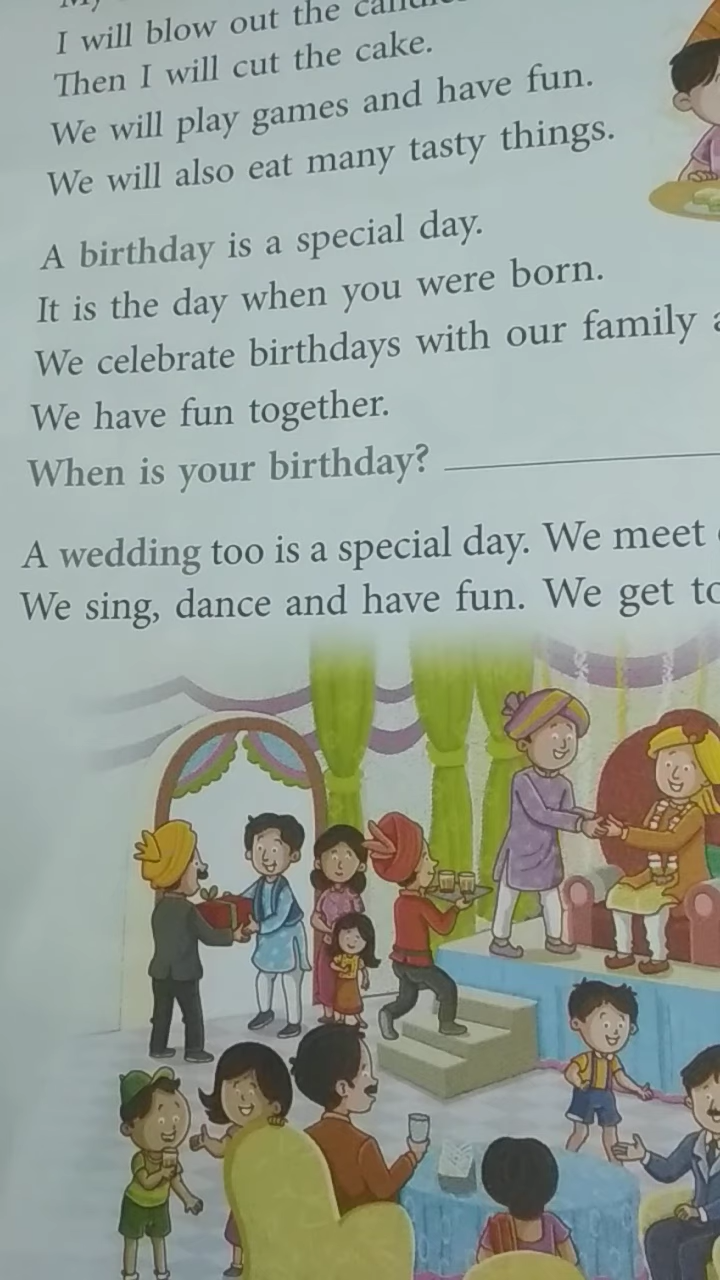 I will blow out the
Then I will cut the cake.
We will play games and have fun.
We will also eat many tasty things.
A birthday is a special day.
It is the day when you were born.
We celebrate birthdays with our family
We have fun together.
When is your birthday?
A wedding too is a special day. We meet
We sing, dance and have fun. We get to